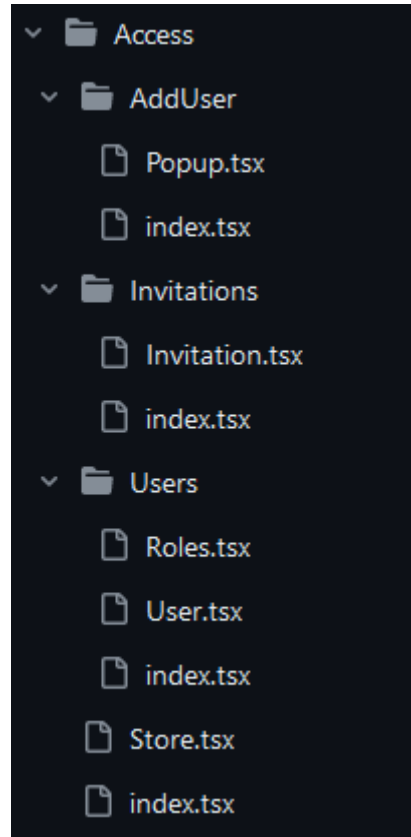 Access
AddUser
Popup.tsx
index.tsx
Invitations
Invitation.tsx
index.tsx
Users
Roles.tsx
User.tsx
index.tsx
Store.tsx
index.tsx